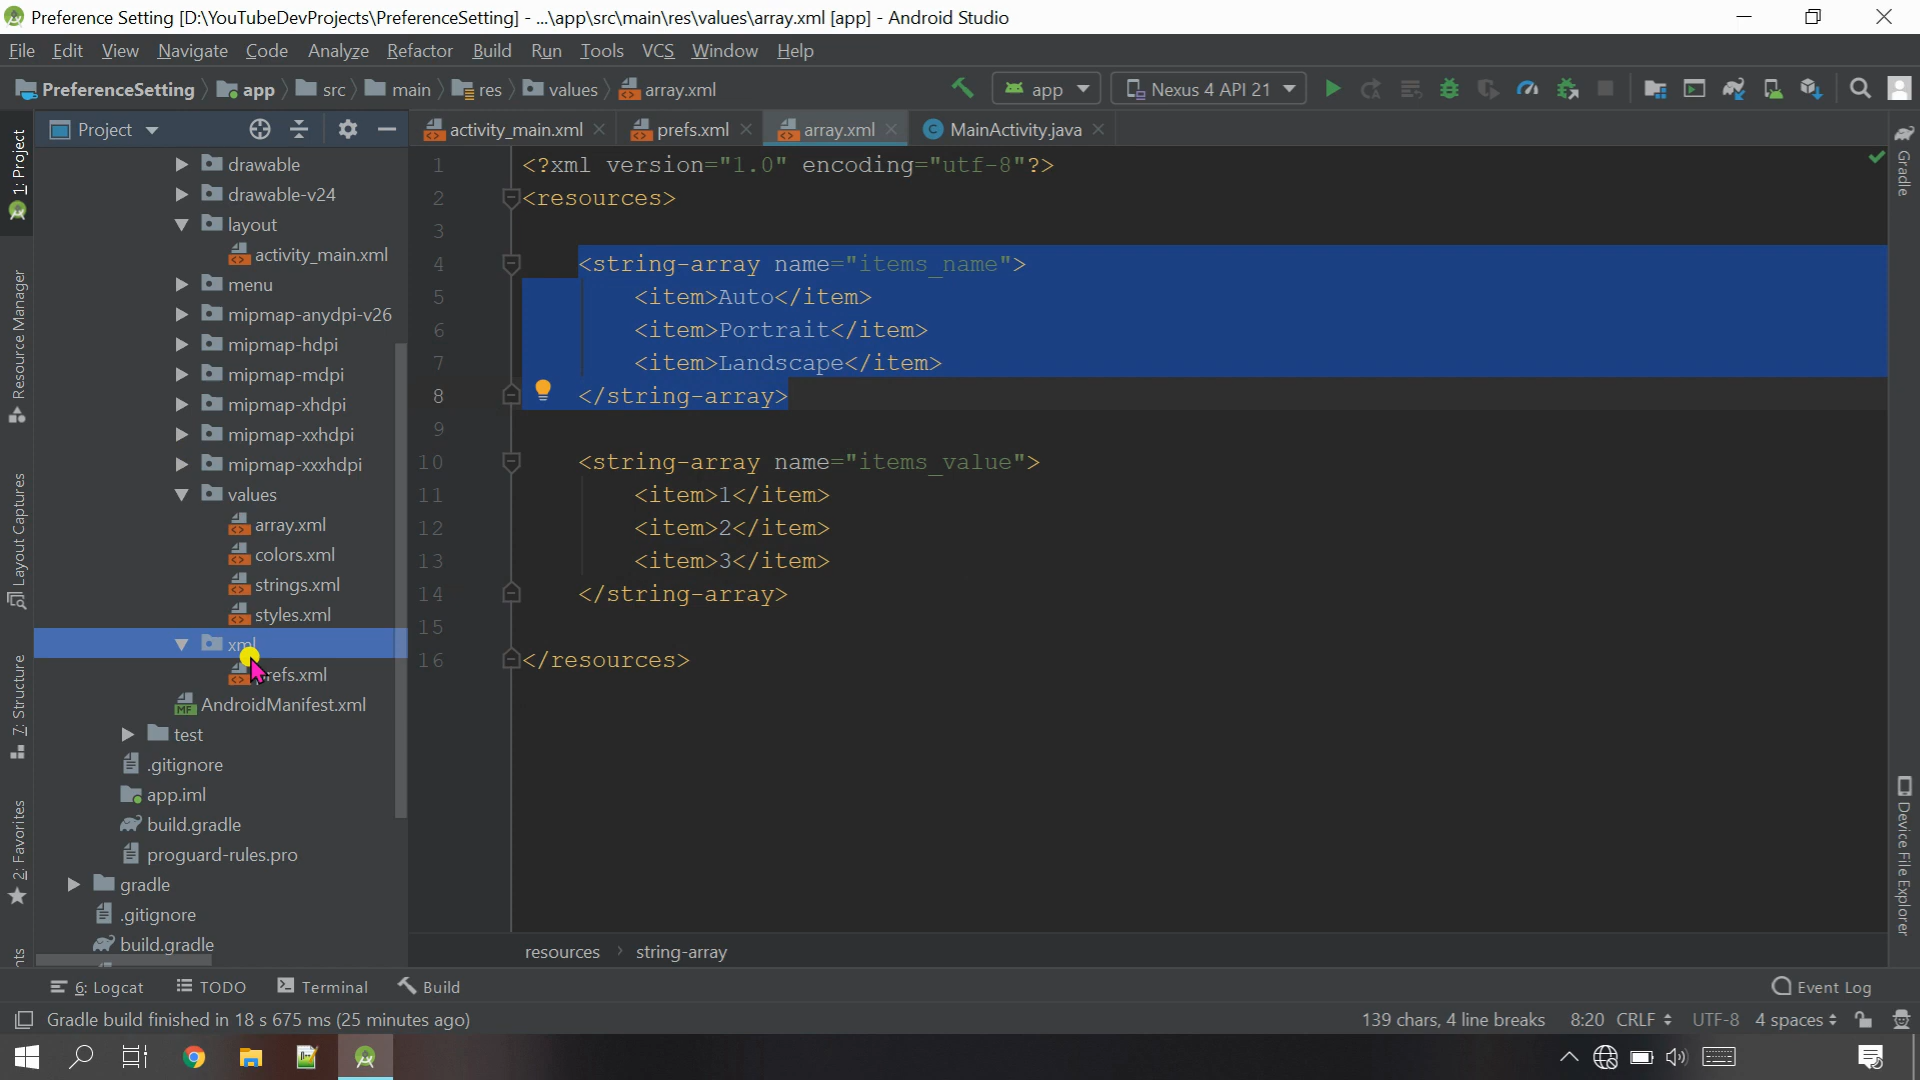 Preference Setting [D:\YouTubeDevProjects\PreferenceSetting] - ...\app\src\main\res\values\array.xml [app] - Android Studio
File Edit View Navigate Code Analyze Refactor Build Run Tools VCS Window Help
PreferenceSetting app src main res values array.xml app Nexus 4 API 21
Project activity_main.xml prefs.xml array.xml MainActivity.java
1: Project
Resource Manager
Layout Captures
7: Structure
2: Favorites
drawable
drawable-v24
layout
activity_main.xml
menu
mipmap-anydpi-v26
mipmap-hdpi
mipmap-mdpi
mipmap-xhdpi
mipmap-xxhdpi
mipmap-xxxhdpi
values
array.xml
colors.xml
strings.xml
styles.xml
xml
refs.xml
AndroidManifest.xml
test
.gitignore
app.iml
build.gradle
proguard-rules.pro
gradle
.gitignore
build.gradle
1 <?xml version="1.0" encoding="utf-8"?>
2 <resources>
3
4 <string-array name="items_name">
5 <item>Auto</item>
6 <item>Portrait</item>
7 <item>Landscape</item>
8 </string-array>
9
10 <string-array name="items_value">
11 <item>1</item>
12 <item>2</item>
13 <item>3</item>
14 </string-array>
15
16 </resources>
resources string-array
Gradle
Device File Explorer
6: Logcat TODO Terminal Build Event Log
Gradle build finished in 18 s 675 ms (25 minutes ago) 139 chars, 4 line breaks 8:20 CRLF UTF-8 4 spaces